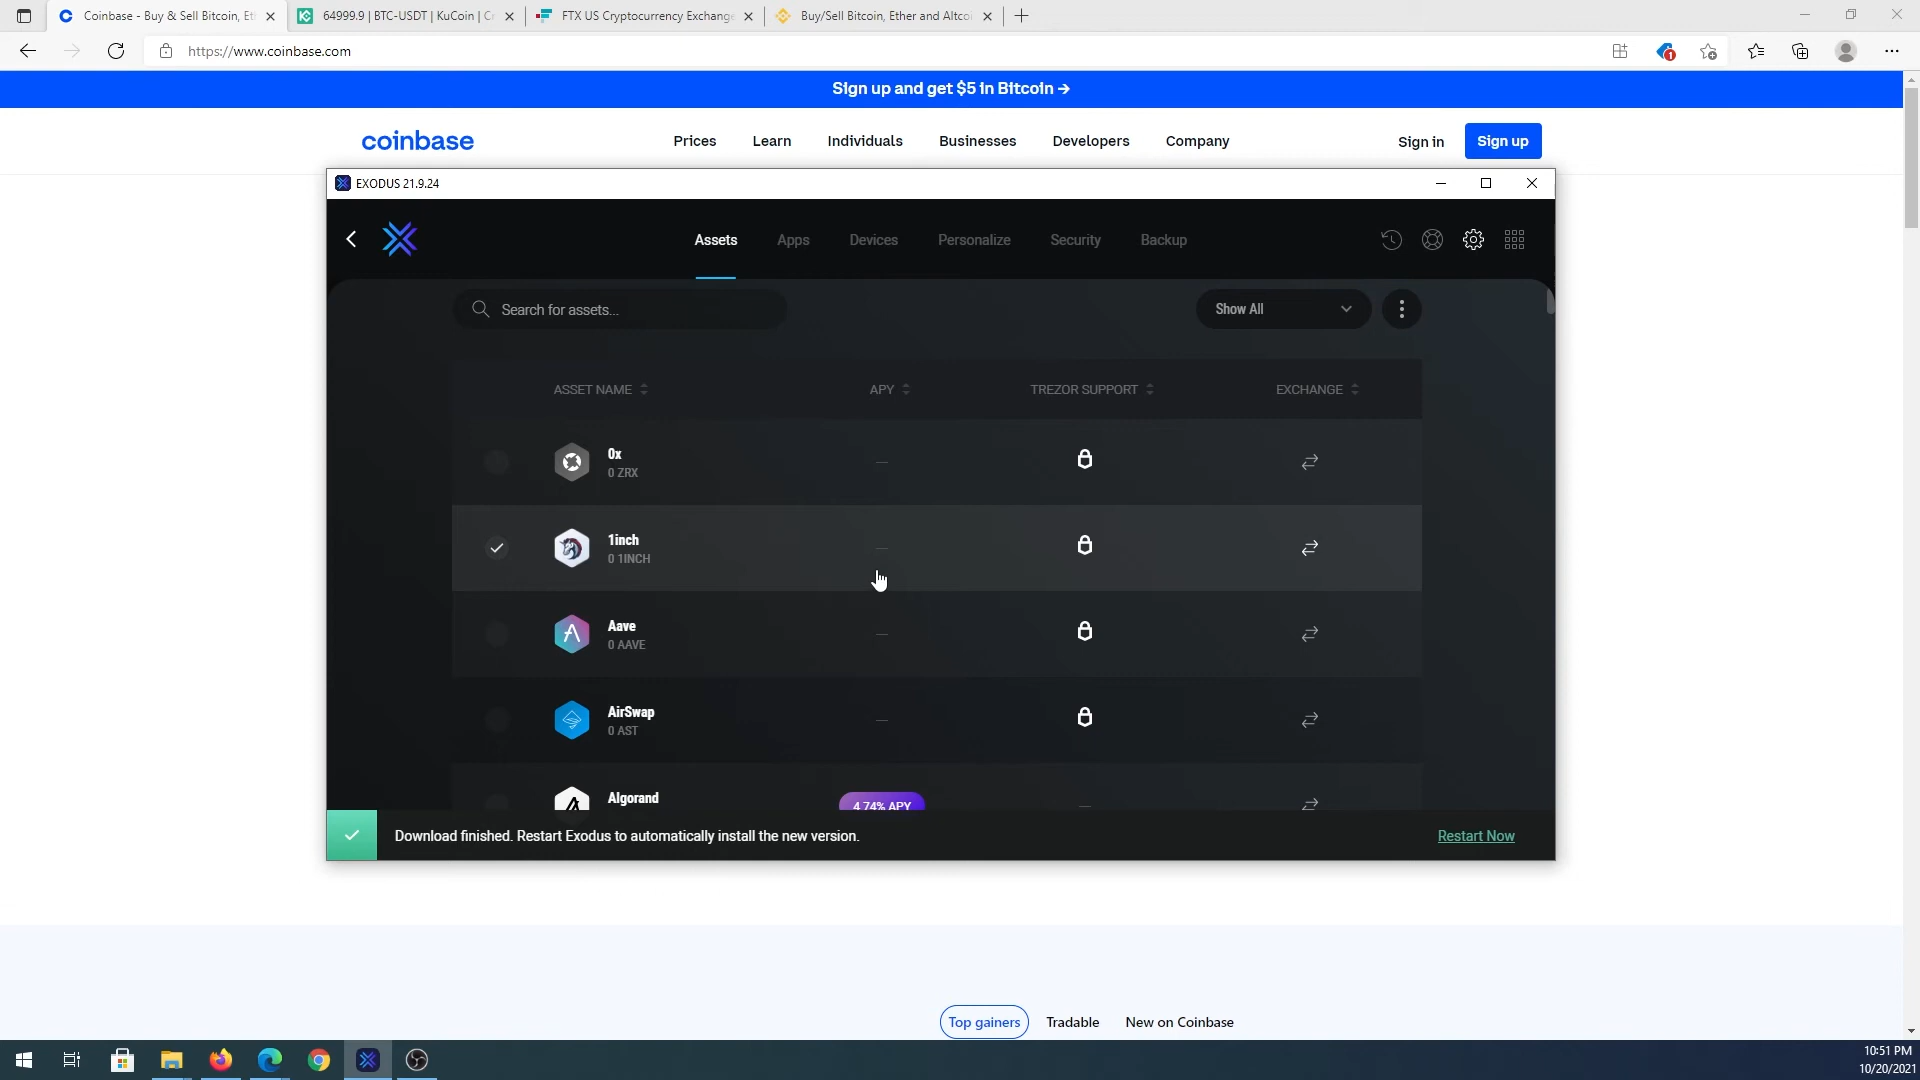 Coinbase - Buy & Sell Bitcoin, Et
64999.9 | BTC-USDT | KuCoin | Cr
FTX US Cryptocurrency Exchange
Buy/Sell Bitcoin, Ether and Altcoi
https://www.coinbase.com
1
Sign up and get $5 in Bitcoin →
coinbase
Prices
Learn
Individuals
Businesses
Developers
Company
Sign in
Sign up
EXODUS 21.9.24
Assets
Apps
Devices
Personalize
Security
Backup
Search for assets...
Show All
ASSET NAME
APY
TREZOR SUPPORT
EXCHANGE
0x
0 ZRX
1inch
0 1INCH
Aave
0 AAVE
AirSwap
0 AST
Algorand
4.74% APY
Download finished. Restart Exodus to automatically install the new version.
Restart Now
Top gainers
Tradable
New on Coinbase
10:51 PM
10/20/2021